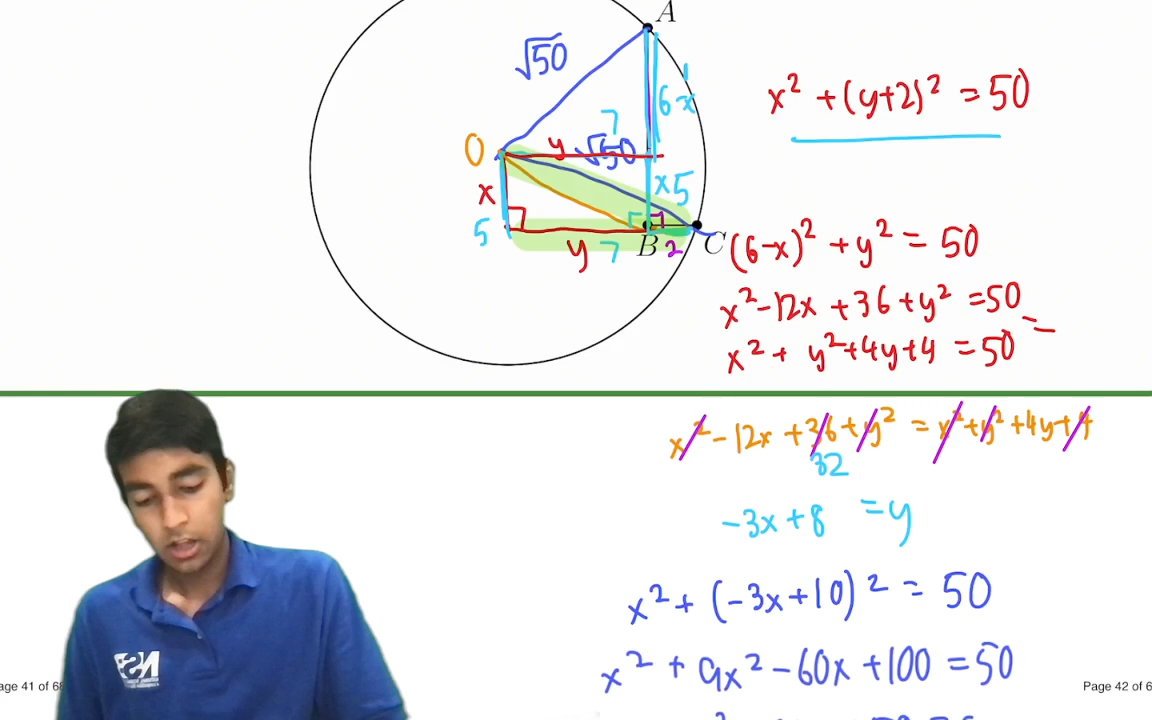 A
√50
6-x
7
O
y
√50
x
x
5
5
y
7
B
2
C
x² + (y+2)² = 50
(6-x)² + y² = 50
x² - 12x + 36 + y² = 50
x² + y² + 4y + 4 = 50
x² - 12x + 36 + y² = x² + y² + 4y + 4
32
-3x + 8 = y
x² + (-3x + 10)² = 50
x² + 9x² - 60x + 100 = 50
age 41 of 68
Page 42 of 6